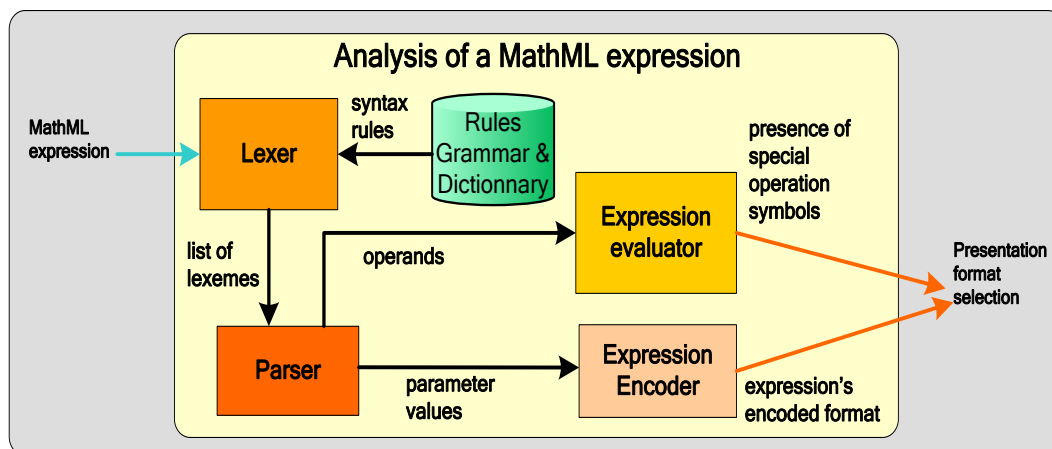 Analysis of a MathML expression
MathML
expression
Lexer
syntax
rules
Rules
Grammar &
Dictionnary
presence of
special
operation
symbols
list of
lexemes
operands
Expression
evaluator
Presentation
format
selection
Parser
parameter
values
Expression
Encoder
expression's
encoded format